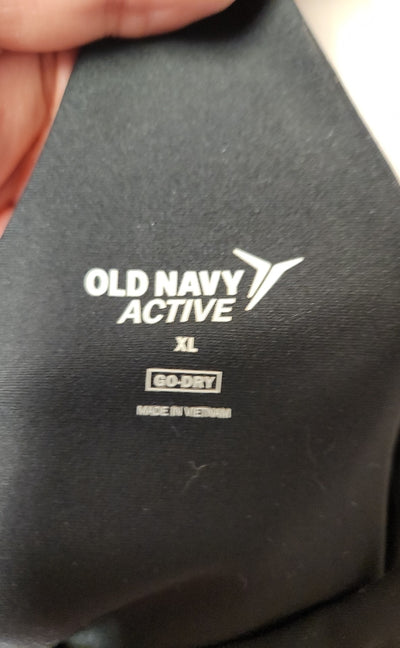 OLD NAVY
ACTIVE
XL
GO-DRY
MADE IN VIETNAM